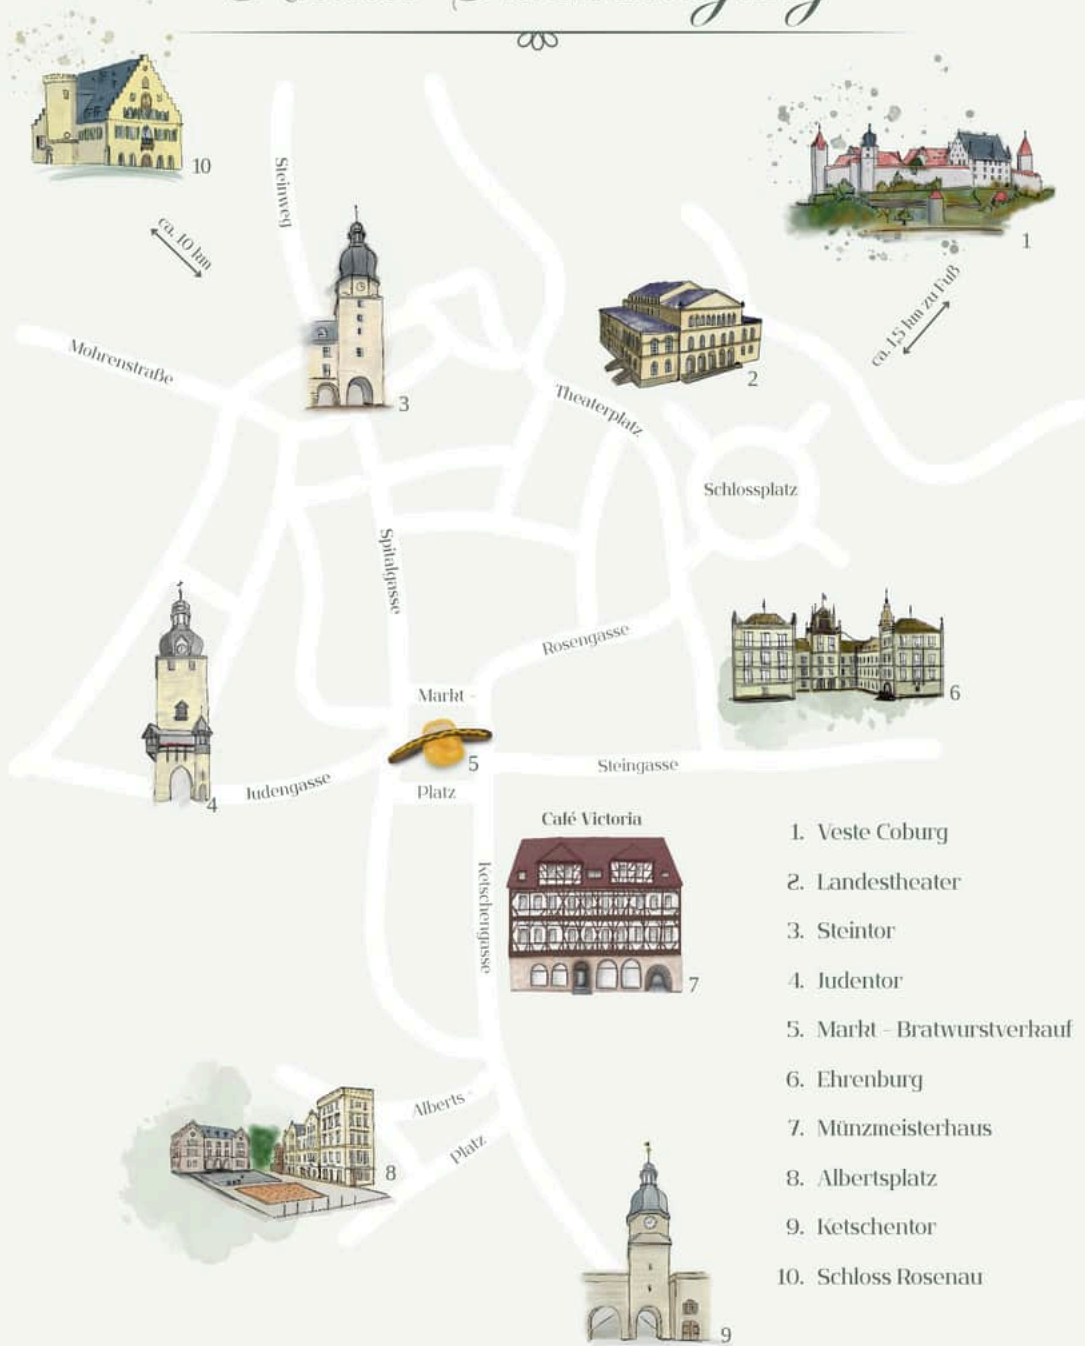 10
ca. 10 km
Steinweg
1
ca. 1,5 km zu Fuß
Mohrenstraße
3
2
Theaterplatz
Schlossplatz
Spitalgasse
Rosengasse
6
Markt -
5
Platz
Steingasse
4
Judengasse
Café Victoria
Ketschengasse
7
1. Veste Coburg
2. Landestheater
3. Steintor
4. Judentor
5. Markt - Bratwurstverkauf
6. Ehrenburg
7. Münzmeisterhaus
8. Albertsplatz
9. Ketschentor
10. Schloss Rosenau
Alberts -
Platz
8
9